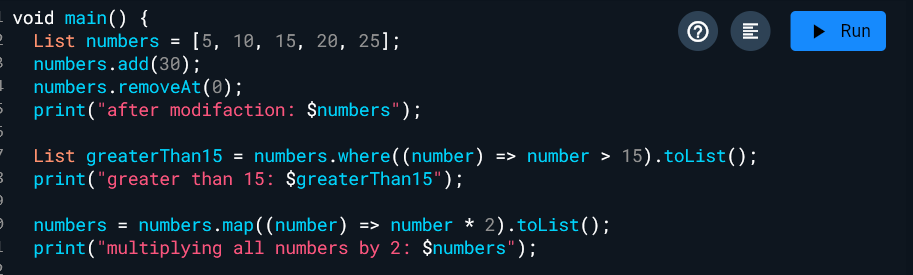 void main() {
List numbers = [5, 10, 15, 20, 25];
numbers.add(30);
numbers.removeAt(0);
print("after modifaction: $numbers");
List greaterThan15 = numbers.where((number) => number > 15).toList();
print("greater than 15: $greaterThan15");
numbers = numbers.map((number) => number * 2).toList();
print("multiplying all numbers by 2: $numbers");
?
Run